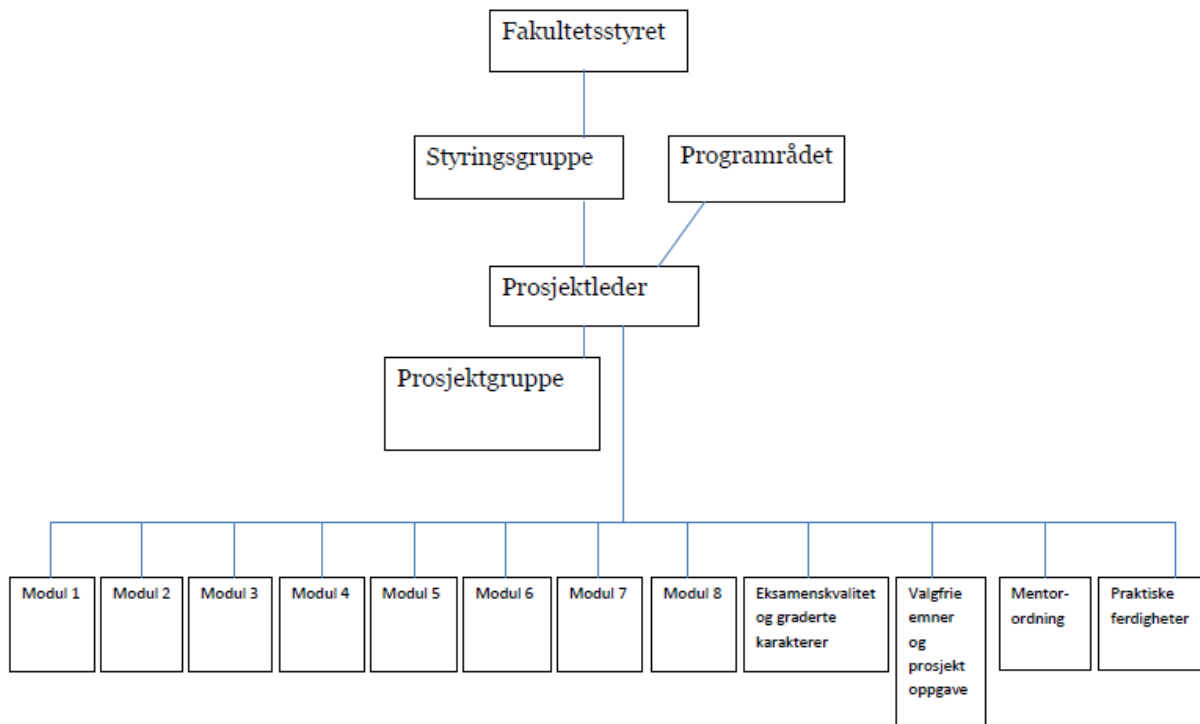 Fakultetsstyret
Styringsgruppe
Programrådet
Prosjektleder
Prosjektgruppe
Modul 1
Modul 2
Modul 3
Modul 4
Modul 5
Modul 6
Modul 7
Modul 8
Eksamenskvalitet
og graderte
karakterer
Valgfrie
emner
og
prosjekt
oppgave
Mentor-
ordning
Praktiske
ferdigheter